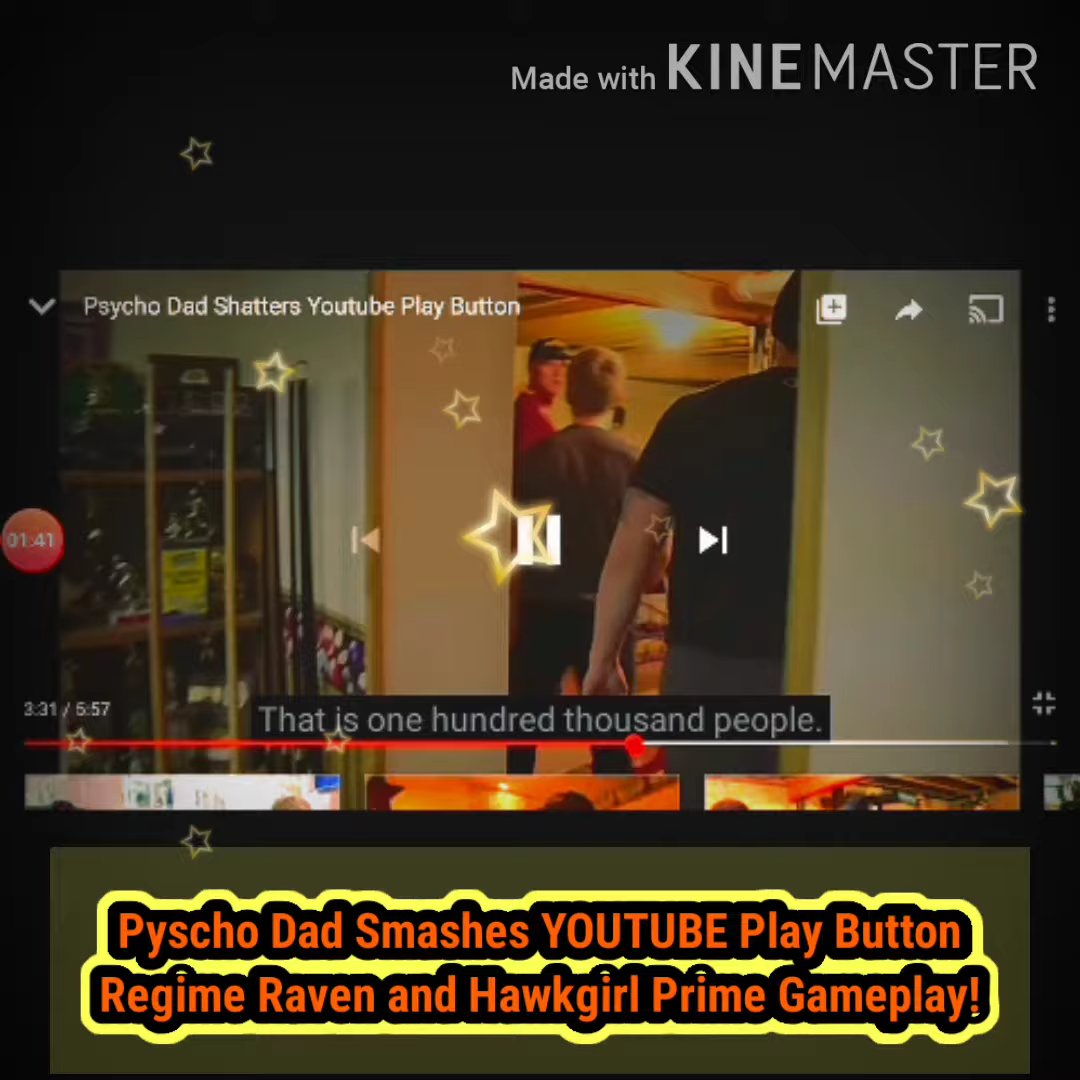 Made with KINEMASTER
Psycho Dad Shatters Youtube Play Button
01:41
3:31 / 5:57
That is one hundred thousand people.
Pyscho Dad Smashes YOUTUBE Play Button
Regime Raven and Hawkgirl Prime Gameplay!